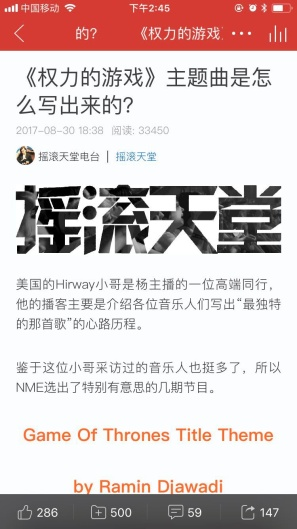 中国移动
下午2:45
的?
《权力的游戏》
《权力的游戏》主题曲是怎
么写出来的?
2017-08-30 18:38 阅读: 33450
摇滚天堂电台 | 摇滚天堂
摇滚天堂
美国的Hirway小哥是杨主播的一位高端同行，
他的播客主要是介绍各位音乐人们写出“最独特
的那首歌”的心路历程。
鉴于这位小哥采访过的音乐人也挺多了，所以
NME选出了特别有意思的几期节目。
Game Of Thrones Title Theme
by Ramin Djawadi
286
500
59
147